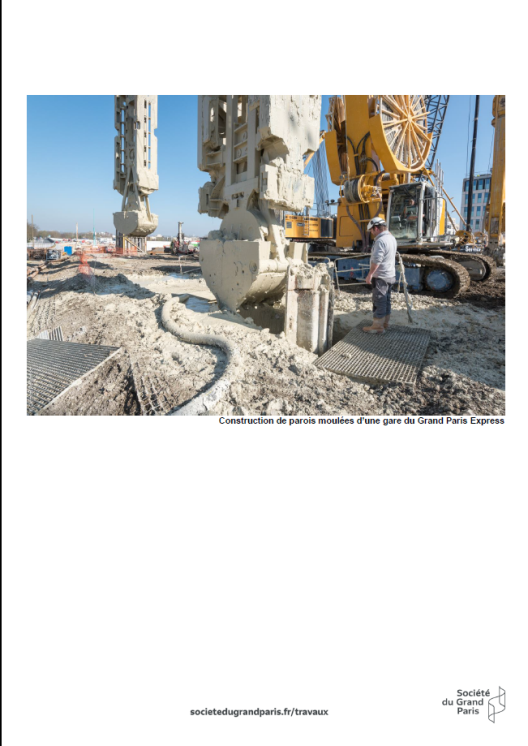 Construction de parois moulées d'une gare du Grand Paris Express
societedugrandparis.fr/travaux
Société
du Grand
Paris